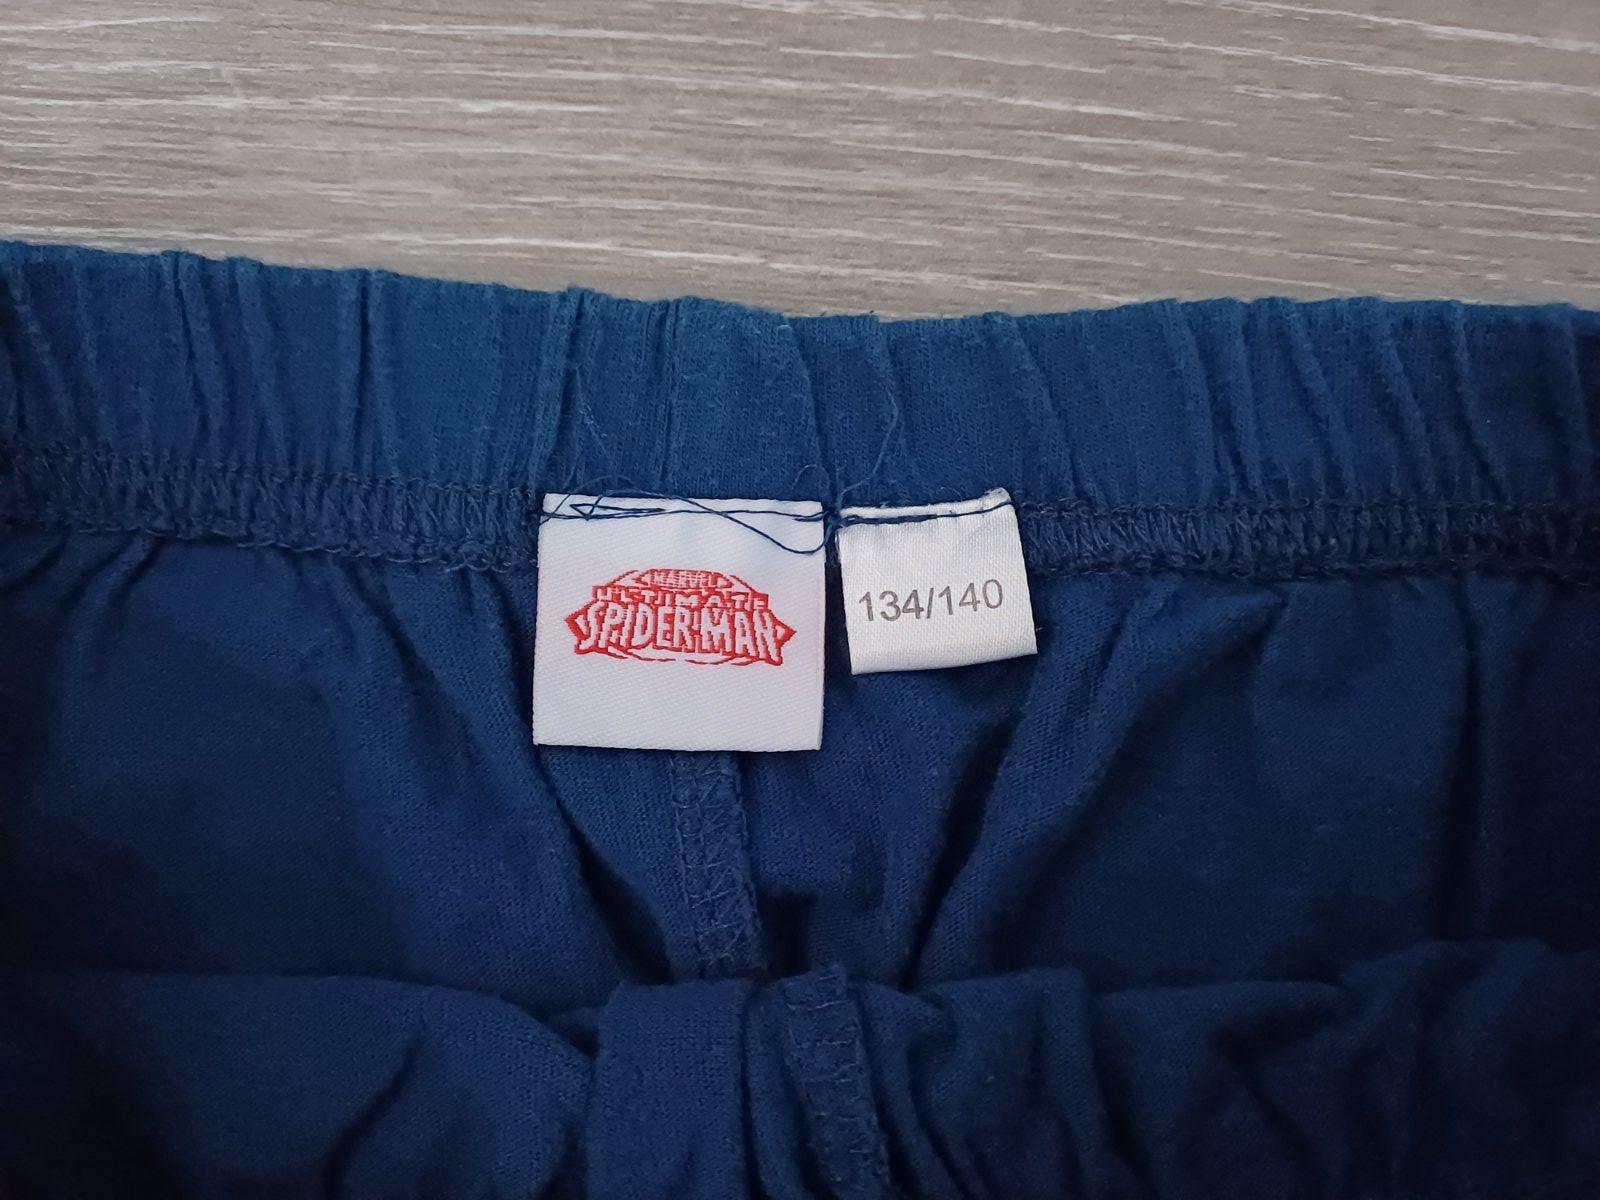 MARVEL
ULTIMATE
SPIDER-MAN
134/140